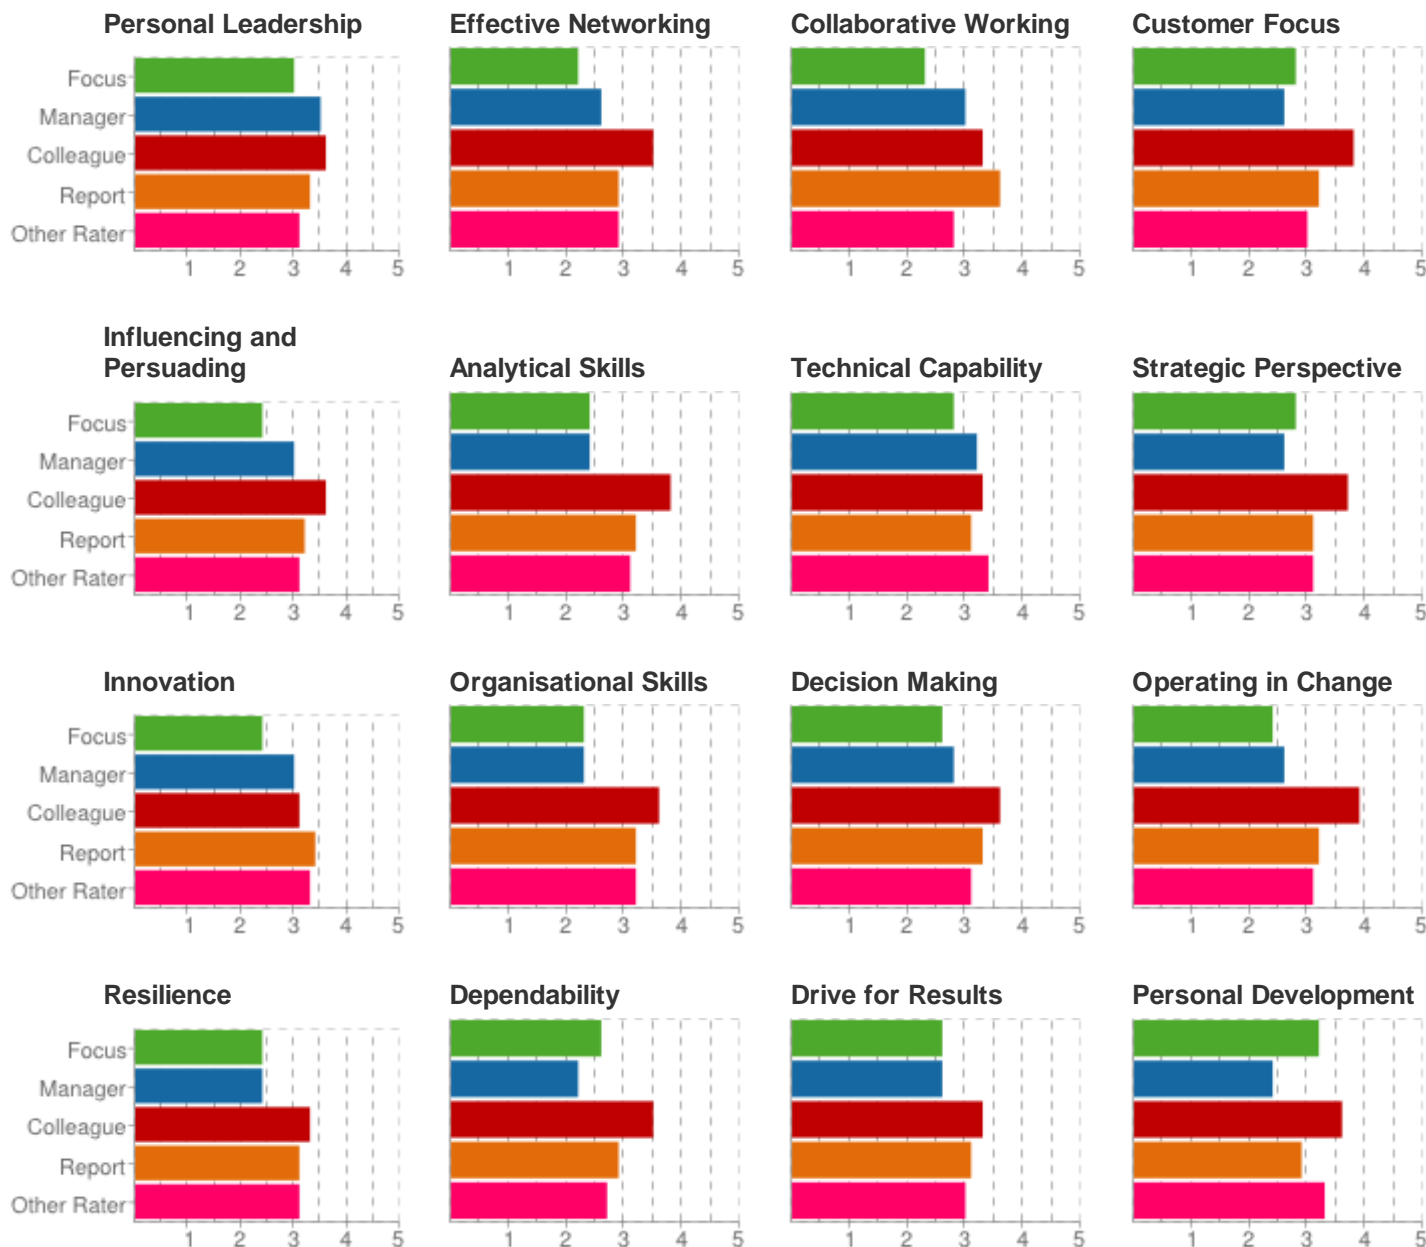 Personal Leadership
Effective Networking
Collaborative Working
Customer Focus
Focus
Manager
Colleague
Report
Other Rater
1 2 3 4 5
1 2 3 4 5
1 2 3 4 5
1 2 3 4 5
Influencing and
Persuading
Analytical Skills
Technical Capability
Strategic Perspective
Focus
Manager
Colleague
Report
Other Rater
1 2 3 4 5
1 2 3 4 5
1 2 3 4 5
1 2 3 4 5
Innovation
Organisational Skills
Decision Making
Operating in Change
Focus
Manager
Colleague
Report
Other Rater
1 2 3 4 5
1 2 3 4 5
1 2 3 4 5
1 2 3 4 5
Resilience
Dependability
Drive for Results
Personal Development
Focus
Manager
Colleague
Report
Other Rater
1 2 3 4 5
1 2 3 4 5
1 2 3 4 5
1 2 3 4 5